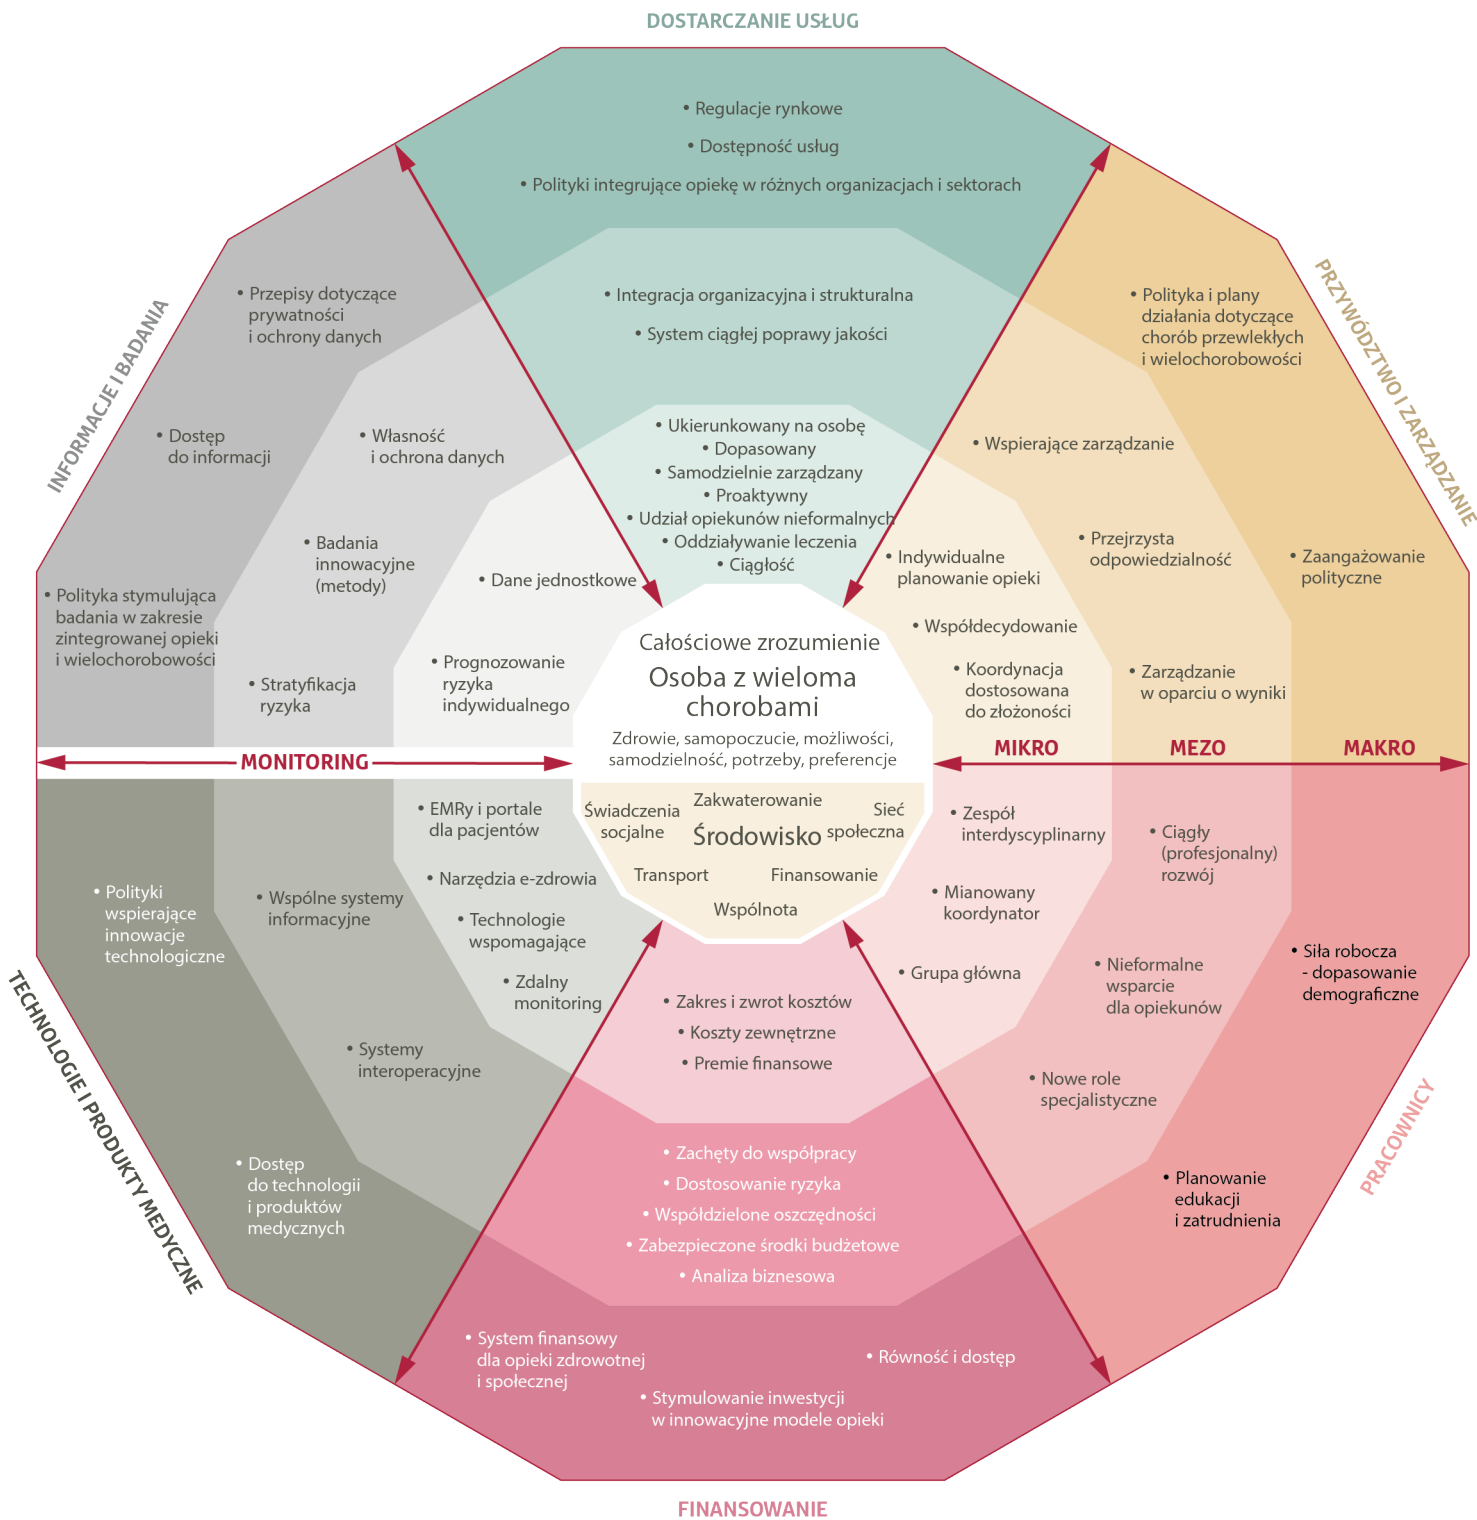 DOSTARCZANIE USŁUG
• Regulacje rynkowe
• Dostępność usług
• Polityki integrujące opiekę w różnych organizacjach i sektorach
• Integracja organizacyjna i strukturalna
• System ciągłej poprawy jakości
• Ukierunkowany na osobę
• Dopasowany
• Samodzielnie zarządzany
• Proaktywny
• Udział opiekunów nieformalnych
• Oddziaływanie leczenia
• Ciągłość
PRZYWÓDZTWO I ZARZĄDZANIE
• Polityka i plany
działania dotyczące
chorób przewlekłych
i wielochorobowości
• Zaangażowanie
polityczne
• Wspierające zarządzanie
• Przejrzysta
odpowiedzialność
• Zarządzanie
w oparciu o wyniki
• Indywidualne
planowanie opieki
• Współdecydowanie
• Koordynacja
dostosowana
do złożoności
MIKRO
MEZO
MAKRO
INFORMACJE I BADANIA
• Przepisy dotyczące
prywatności
i ochrony danych
• Dostęp
do informacji
• Polityka stymulująca
badania w zakresie
zintegrowanej opieki
i wielochorobowości
• Własność
i ochrona danych
• Badania
innowacyjne
(metody)
• Stratyfikacja
ryzyka
• Dane jednostkowe
• Prognozowanie
ryzyka
indywidualnego
MONITORING
Całościowe zrozumienie
Osoba z wieloma
chorobami
Zdrowie, samopoczucie, możliwości,
samodzielność, potrzeby, preferencje
Świadczenia
socjalne
Zakwaterowanie
Sieć
społeczna
Środowisko
Transport
Finansowanie
Wspólnota
TECHNOLOGIE I PRODUKTY MEDYCZNE
• EMRy i portale
dla pacjentów
• Narzędzia e-zdrowia
• Technologie
wspomagające
• Zdalny
monitoring
• Wspólne systemy
informacyjne
• Systemy
interoperacyjne
• Polityki
wspierające
innowacje
technologiczne
• Dostęp
do technologii
i produktów
medycznych
PRACOWNICY
• Zespół
interdyscyplinarny
• Mianowany
koordynator
• Grupa główna
• Ciągły
(profesjonalny)
rozwój
• Nieformalne
wsparcie
dla opiekunów
• Nowe role
specjalistyczne
• Siła robocza
- dopasowanie
demograficzne
• Planowanie
edukacji
i zatrudnienia
• Zakres i zwrot kosztów
• Koszty zewnętrzne
• Premie finansowe
• Zachęty do współpracy
• Dostosowanie ryzyka
• Współdzielone oszczędności
• Zabezpieczone środki budżetowe
• Analiza biznesowa
• System finansowy
dla opieki zdrowotnej
i społecznej
• Równość i dostęp
• Stymulowanie inwestycji
w innowacyjne modele opieki
FINANSOWANIE